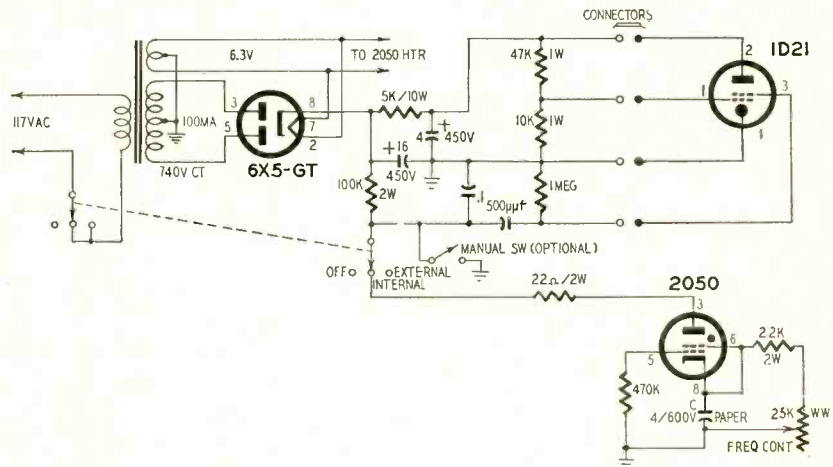 CONNECTORS
6.3V
TO 2050 HTR
47K
1W
2
1D21
117VAC
100MA
3
8
5K/10W
1
3
5
7
4
+
450V
10K
1W
4
2
740V CT
6X5-GT
+
16
450V
100K
2W
.1
500μμf
1MEG
MANUAL SW (OPTIONAL)
OFF
EXTERNAL
INTERNAL
22Ω/2W
2050
3
5
6
2.2K
2W
470K
8
C
4/600V
PAPER
25K
WW
FREQ CONT